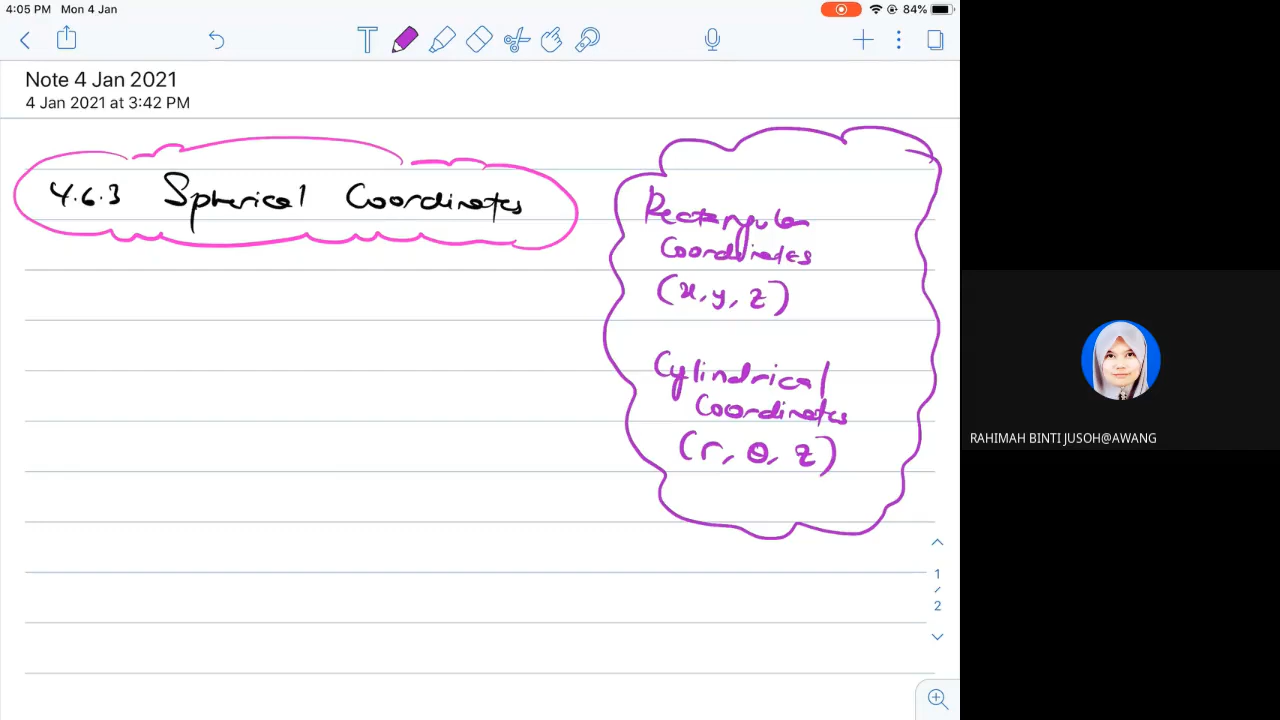 4:05 PM Mon 4 Jan
84%
Note 4 Jan 2021
4 Jan 2021 at 3:42 PM
4.6.3 Spherical Coordinates
Rectangular
Coordinates
(x, y, z)
Cylindrical
Coordinates
(r, θ, z)
1
/
2
RAHIMAH BINTI JUSOH@AWANG